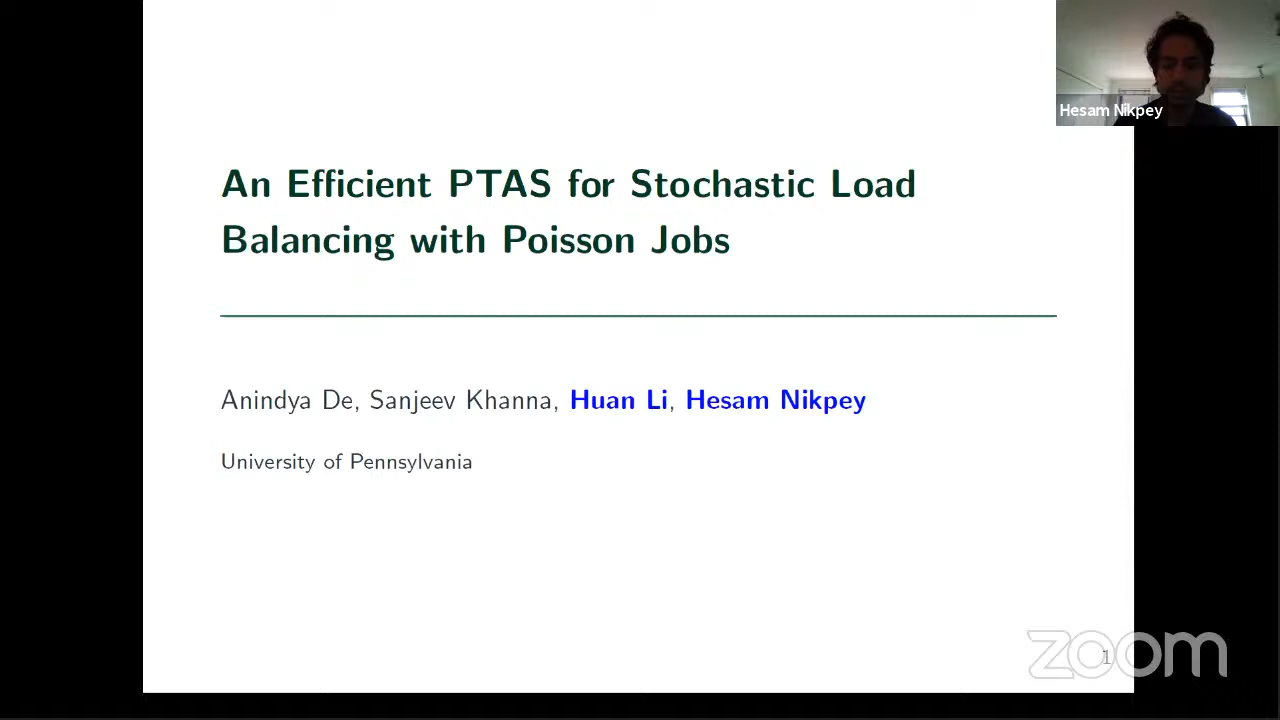 Hesam Nikpey
An Efficient PTAS for Stochastic Load
Balancing with Poisson Jobs
Anindya De, Sanjeev Khanna, Huan Li, Hesam Nikpey
University of Pennsylvania
zoom
1